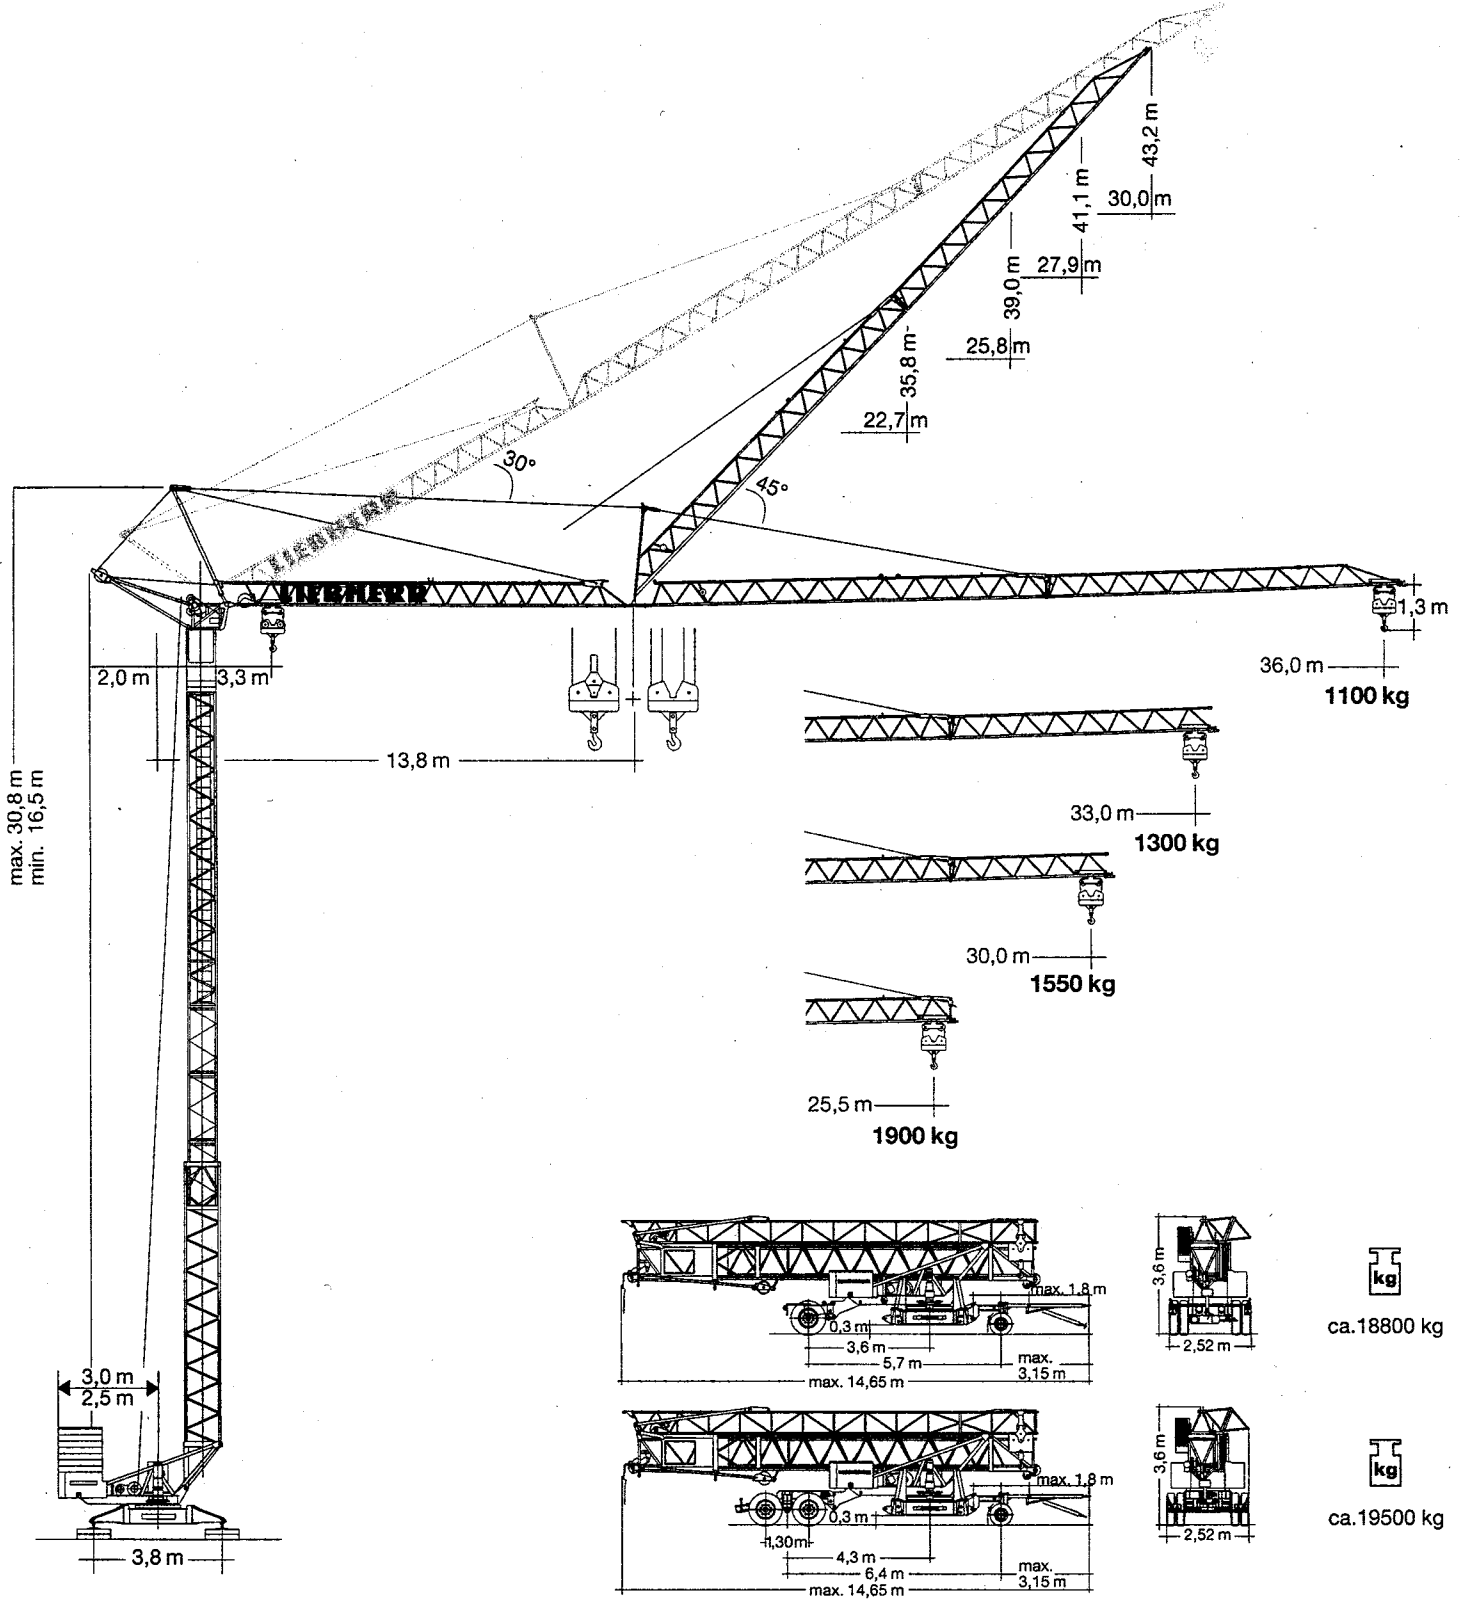 43,2 m
30,0 m
41,1 m
27,9 m
39,0 m
25,8 m
35,8 m
22,7 m
30°
45°
LIEBHERR
LIEBHERR
1,3 m
36,0 m
1100 kg
2,0 m
3,3 m
13,8 m
max. 30,8 m
min. 16,5 m
33,0 m
1300 kg
30,0 m
1550 kg
25,5 m
1900 kg
3,0 m
2,5 m
3,8 m
max. 1,8 m
0,3 m
3,6 m
5,7 m
max.
3,15 m
max. 14,65 m
3,6 m
2,52 m
kg
ca.18800 kg
max. 1,8 m
0,3 m
1,30m
4,3 m
6,4 m
max.
3,15 m
max. 14,65 m
3,6 m
2,52 m
kg
ca.19500 kg